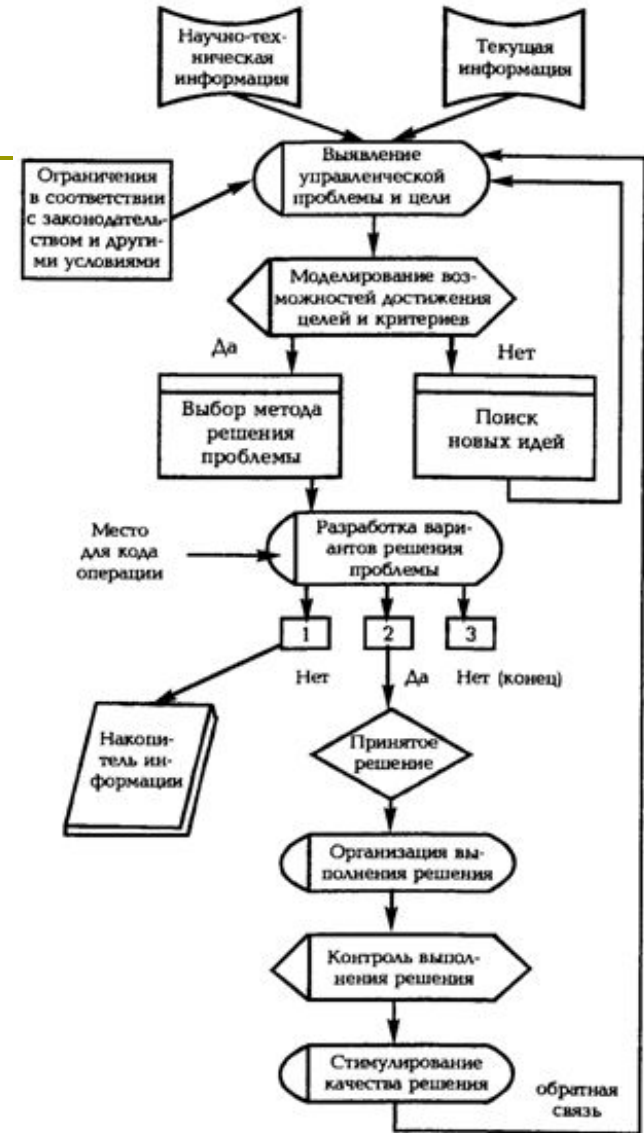 Научно-тех-
ническая
информация
Текущая
информация
Выявление
управленческой
проблемы и цели
Ограничения
в соответствии
с законодатель-
ством и други-
ми условиями
Моделирование воз-
можностей достижения
целей и критериев
Да
Нет
Выбор метода
решения
проблемы
Поиск
новых идей
Место
для кода
операции
Разработка вари-
антов решения
проблемы
1
2
3
Нет
Да
Нет (конец)
Накопи-
тель ин-
формации
Принятое
решение
Организация вы-
полнения решения
Контроль выпол-
нения решения
Стимулирование
качества решения
обратная
связь